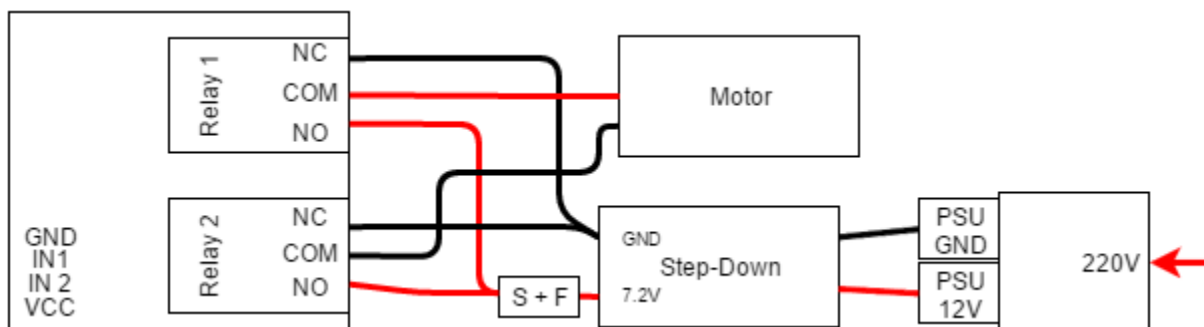 Relay 1
NC
COM
NO
Motor
Relay 2
NC
COM
NO
GND
IN1
IN 2
VCC
S + F
GND
Step-Down
7.2V
PSU
GND
PSU
12V
220V